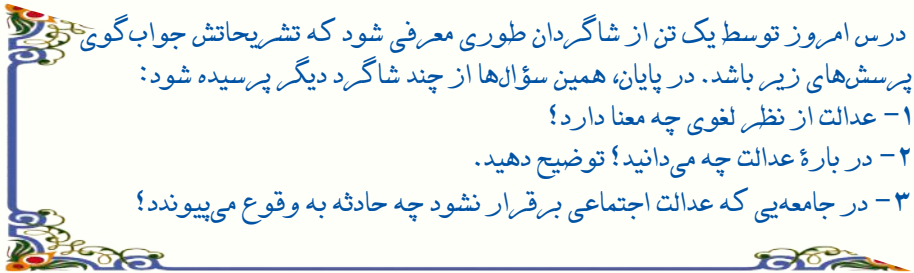 درس امروز توسط یک تن از شاگردان طوری معرفی شود که تشریحاتش جواب‌گوی
پرسش‌های زیر باشد. در پایان، همین سؤال‌ها از چند شاگرد دیگر پرسیده شود:
۱- عدالت از نظر لغوی چه معنا دارد؟
۲- در بارۀ عدالت چه می‌دانید؟ توضیح دهید.
۳- در جامعه‌یی که عدالت اجتماعی برقرار نشود چه حادثه به وقوع می‌پیوندد؟